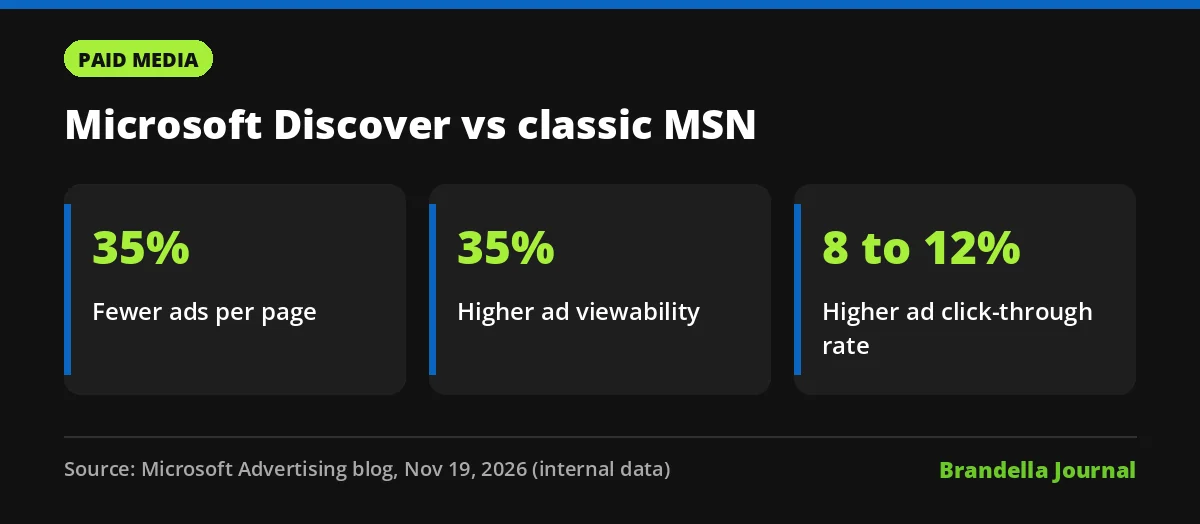 PAID MEDIA
Microsoft Discover vs classic MSN
35%
Fewer ads per page
35%
Higher ad viewability
8 to 12%
Higher ad click-through
rate
Source: Microsoft Advertising blog, Nov 19, 2026 (internal data)
Brandella Journal